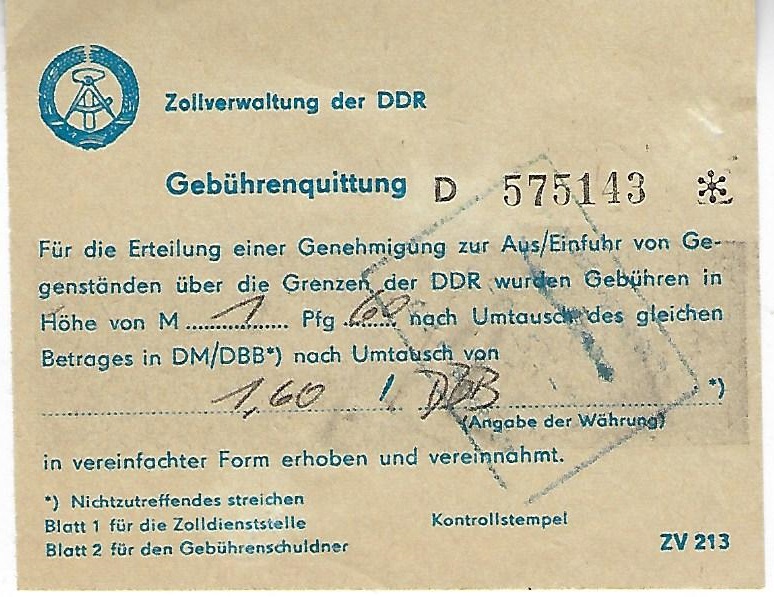 Zollverwaltung der DDR
Gebührenquittung D 575143 *
Für die Erteilung einer Genehmigung zur Aus/Einfuhr von Ge-
genständen über die Grenzen der DDR wurden Gebühren in
Höhe von M ...1... Pfg ...60... nach Umtausch des gleichen
Betrages in DM/DBB*) nach Umtausch von
1,60 / DBB *)
(Angabe der Währung)
in vereinfachter Form erhoben und vereinnahmt.
*) Nichtzutreffendes streichen
Blatt 1 für die Zolldienststelle Kontrollstempel
Blatt 2 für den Gebührenschuldner ZV 213